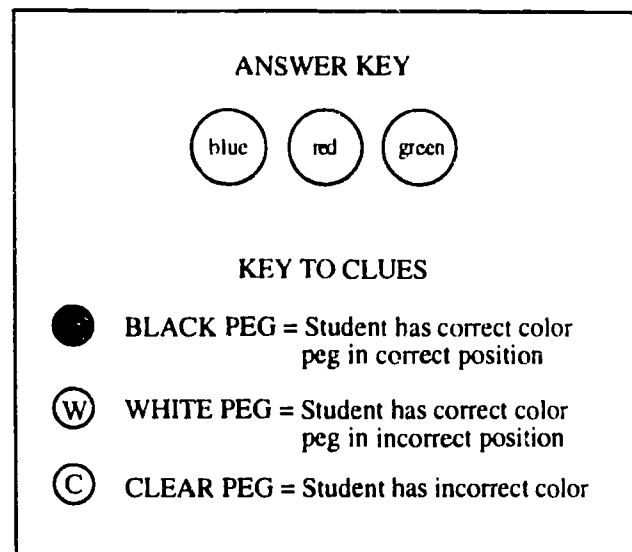 ANSWER KEY
blue red green
KEY TO CLUES
BLACK PEG = Student has correct color
peg in correct position
W WHITE PEG = Student has correct color
peg in incorrect position
C CLEAR PEG = Student has incorrect color